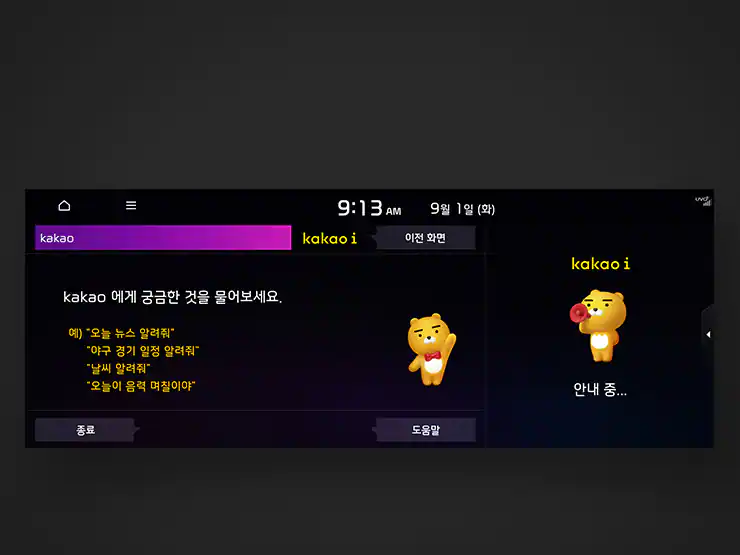 9:13 AM 9월 1일 (화)
UVO
kakao
kakao i
이전 화면
kakao 에게 궁금한 것을 물어보세요.
예) "오늘 뉴스 알려줘"
"야구 경기 일정 알려줘"
"날씨 알려줘"
"오늘이 음력 며칠이야"
종료
도움말
kakao i
안내 중...